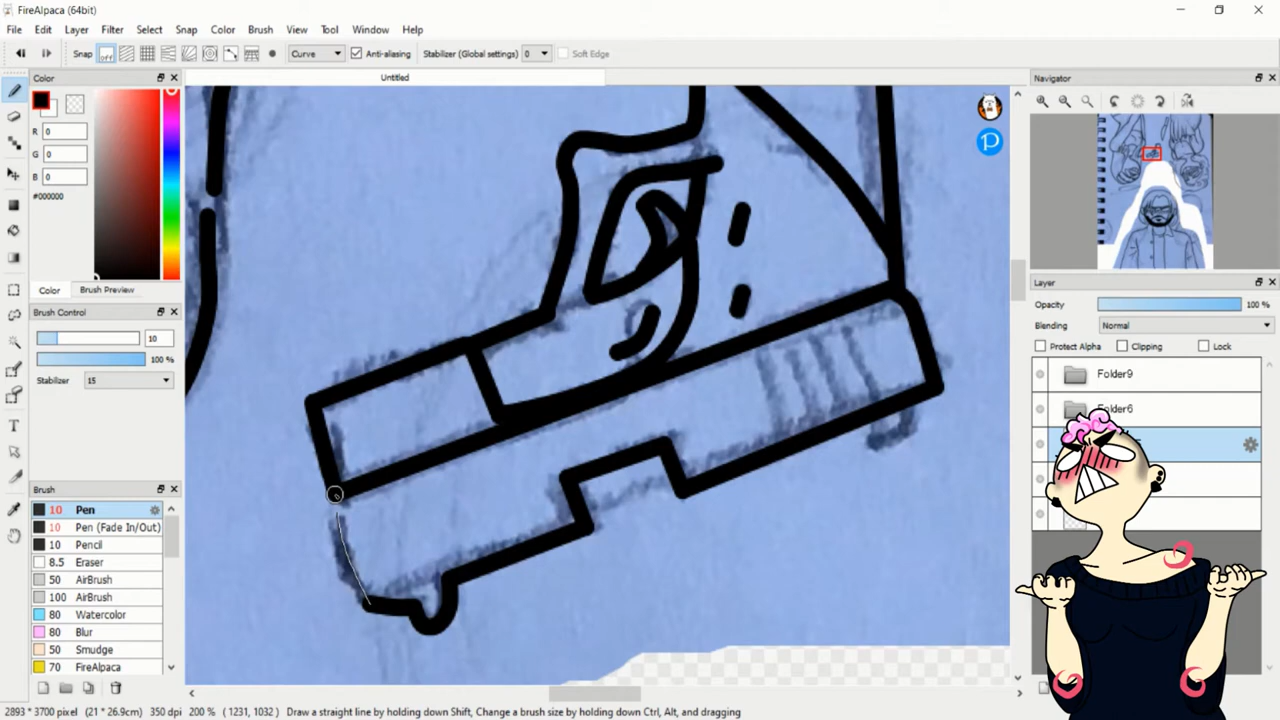 FireAlpaca (64bit)
File Edit Layer Filter Select Snap Color Brush View Tool Window Help
Snap off Curve Anti-aliasing Stabilizer (Global settings) 0 Soft Edge
Color
Untitled
Navigator
R 0
G 0
B 0
#000000
Color Brush Preview
Brush Control
10
100 %
Stabilizer 15
Layer
Opacity 100 %
Blending Normal
Protect Alpha Clipping Lock
Folder9
Folder6
Brush
10 Pen
10 Pen (Fade In/Out)
10 Pencil
8.5 Eraser
50 AirBrush
100 AirBrush
80 Watercolor
80 Blur
50 Smudge
70 FireAlpaca
2893 * 3700 pixel (21 * 26.9cm) 350 dpi 200 % ( 1231, 1032 ) Draw a straight line by holding down Shift, Change a brush size by holding down Ctrl, Alt, and dragging